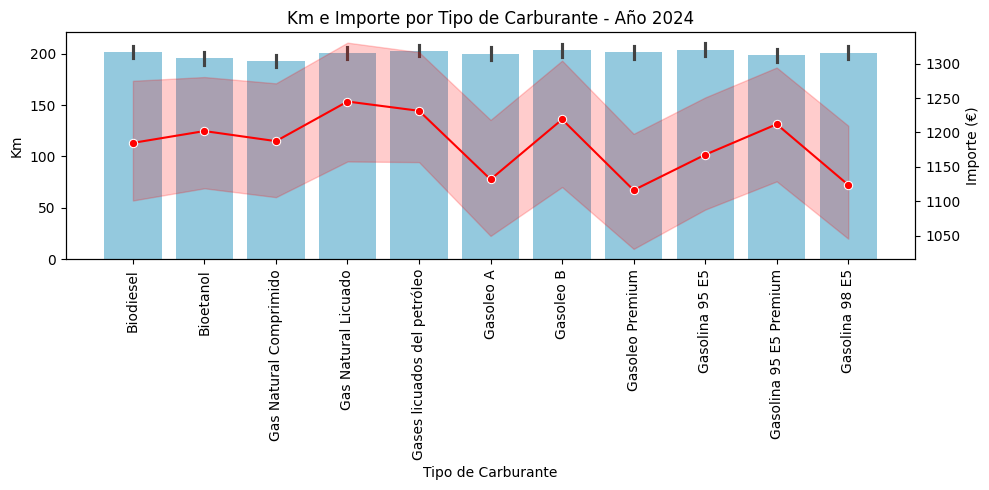 Km e Importe por Tipo de Carburante - Año 2024
Km
200
150
100
50
0
1300
1250
1200
1150
1100
1050
Importe (€)
Biodiesel
Bioetanol
Gas Natural Comprimido
Gas Natural Licuado
Gases licuados del petróleo
Gasoleo A
Gasoleo B
Gasoleo Premium
Gasolina 95 E5
Gasolina 95 E5 Premium
Gasolina 98 E5
Tipo de Carburante